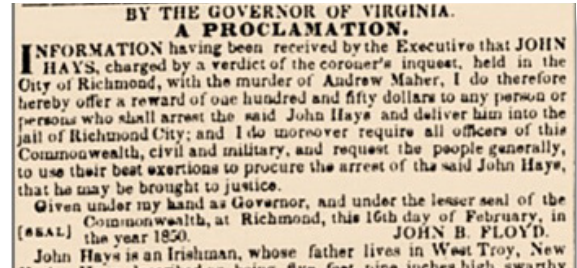 BY THE GOVERNOR OF VIRGINIA.
A PROCLAMATION.
INFORMATION having been received by the Executive that JOHN
HAYS, charged by a verdict of the coroner's inquest, held in the
City of Richmond, with the murder of Andrew Maher, I do therefore
hereby offer a reward of one hundred and fifty dollars to any person or
persons who shall arrest the said John Hays and deliver him into the
jail of Richmond City; and I do moreover require all officers of this
Commonwealth, civil and military, and request the people generally,
to use their best exertions to procure the arrest of the said John Hays,
that he may be brought to justice.
Given under my hand as Governor, and under the lesser seal of the
[SEAL] Commonwealth, at Richmond, this 16th day of February, in
the year 1850. JOHN B. FLOYD.
John Hays is an Irishman, whose father lives in West Troy, New